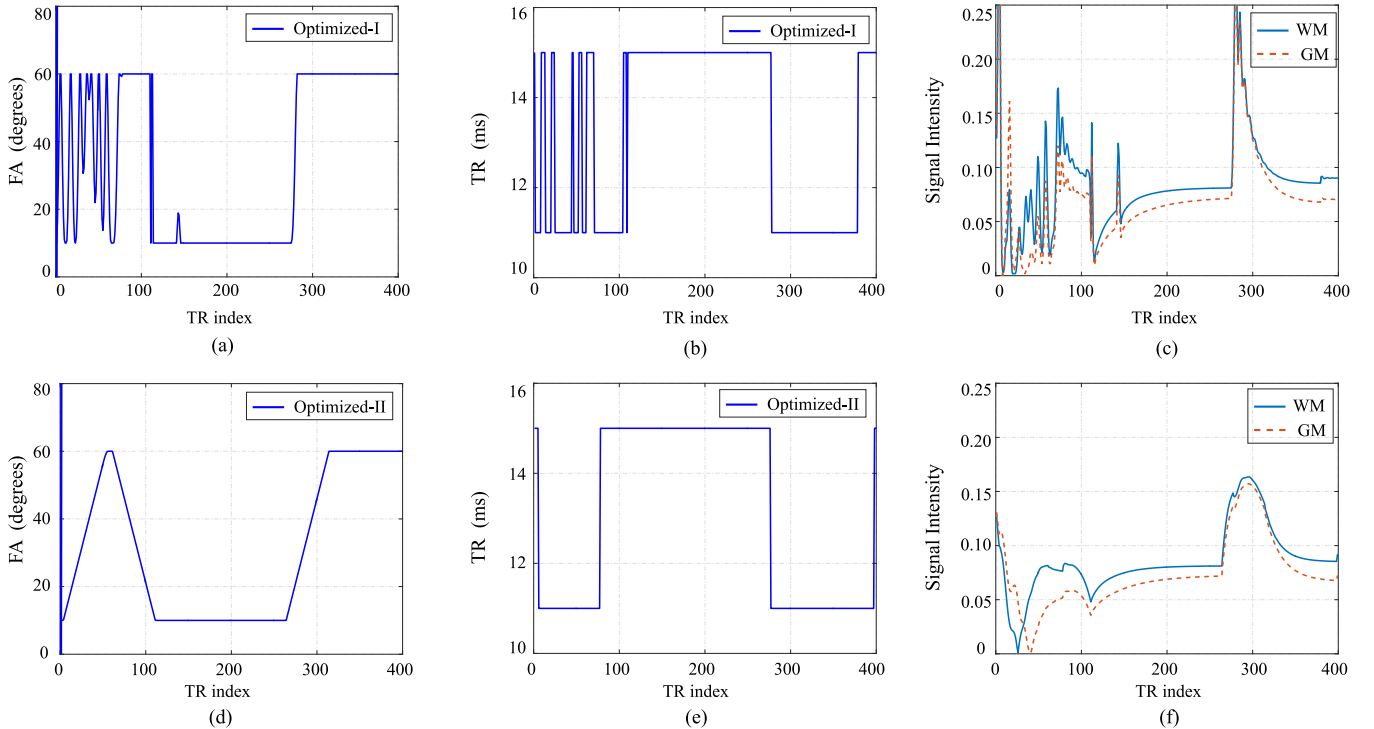 80
60
40
20
0
FA (degrees)
Optimized-I
0 100 200 300 400
TR index
(a)
16
14
12
10
TR (ms)
Optimized-I
0 100 200 300 400
TR index
(b)
0.25
0.20
0.15
0.10
0.05
0
Signal Intensity
WM
GM
0 100 200 300 400
TR index
(c)
80
60
40
20
0
FA (degrees)
Optimized-II
0 100 200 300 400
TR index
(d)
16
14
12
10
TR (ms)
Optimized-II
0 100 200 300 400
TR index
(e)
0.25
0.20
0.15
0.10
0.05
0
Signal Intensity
WM
GM
0 100 200 300 400
TR index
(f)